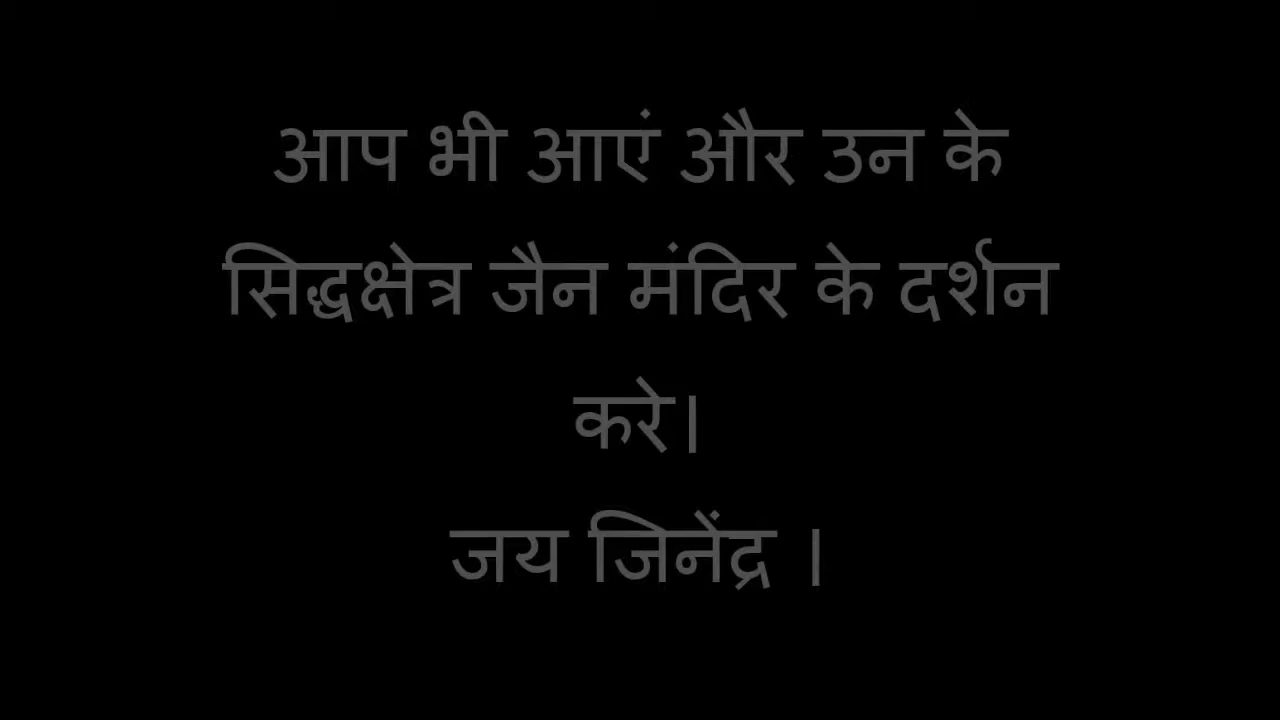 आप भी आएं और उन के
सिद्धक्षेत्र जैन मंदिर के दर्शन
करे।
जय जिनेंद्र ।